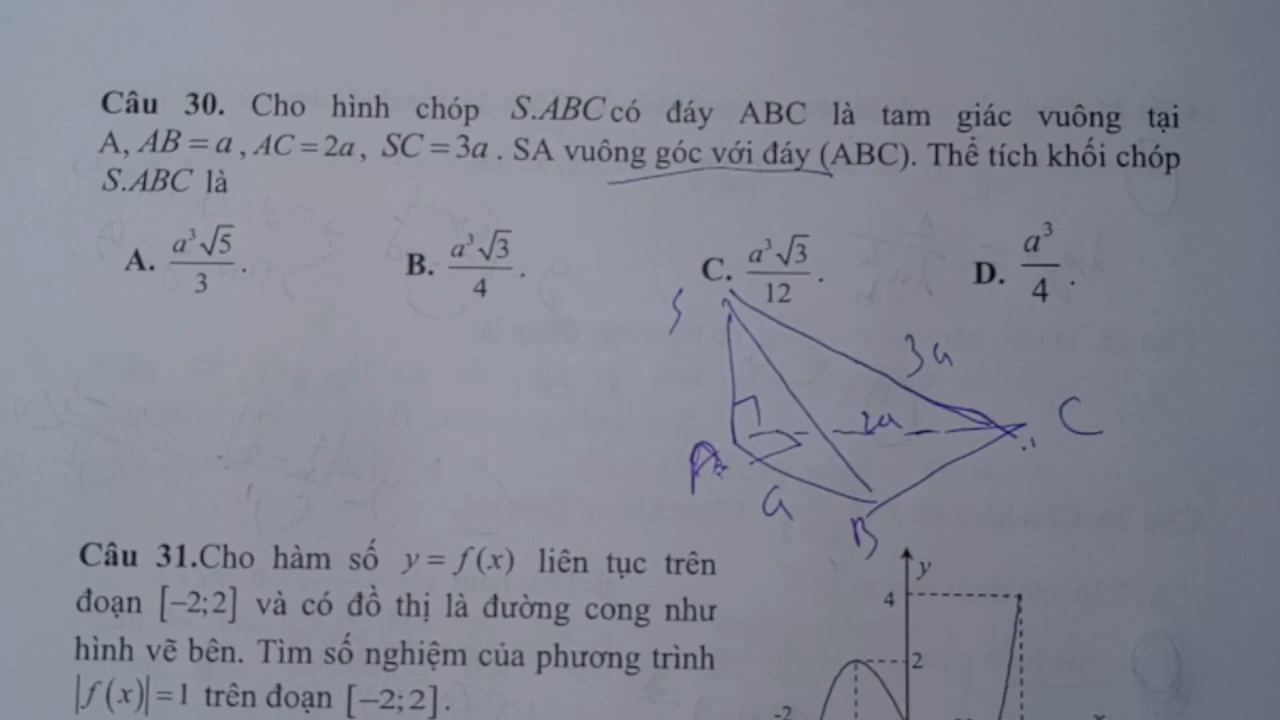 Câu 30. Cho hình chóp S.ABC có đáy ABC là tam giác vuông tại
A, AB = a, AC = 2a, SC = 3a. SA vuông góc với đáy (ABC). Thể tích khối chóp
S.ABC là
A. a³√5/3. B. a³√3/4. C. a³√3/12. D. a³/4.
S
3a
2a
C
A
a
B
Câu 31.Cho hàm số y = f(x) liên tục trên
đoạn [−2;2] và có đồ thị là đường cong như
hình vẽ bên. Tìm số nghiệm của phương trình
|f(x)| = 1 trên đoạn [−2;2].
y
4
2
-2
x